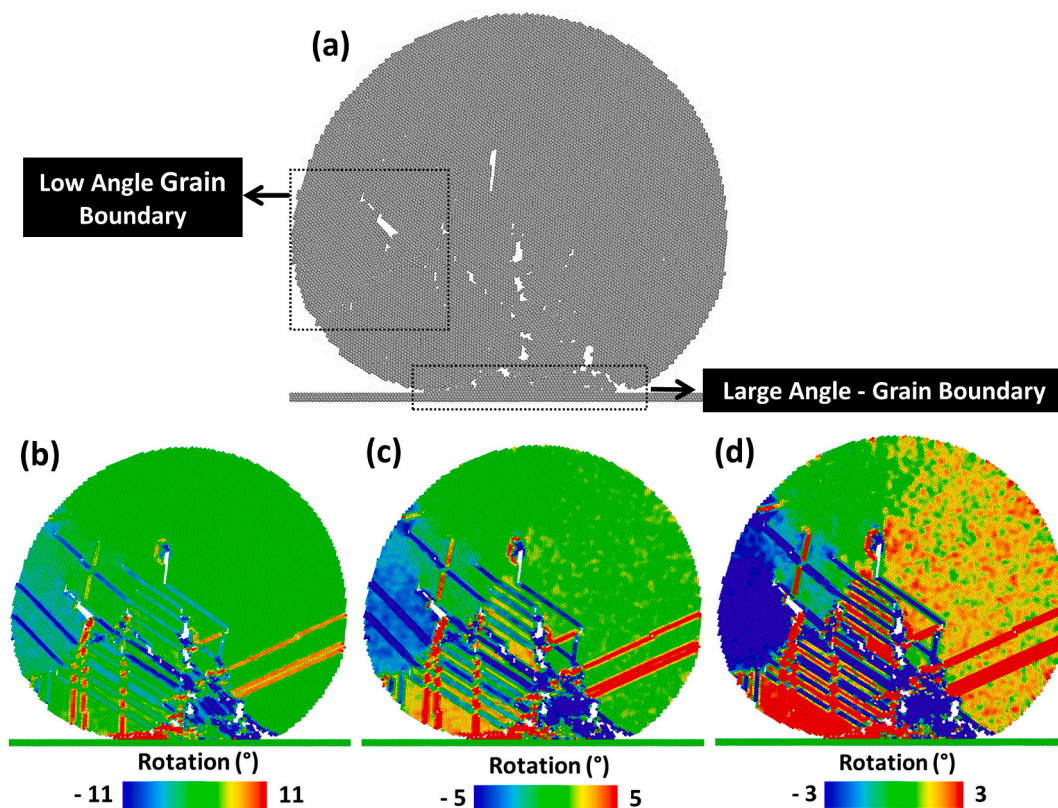 (a)
Low Angle Grain
Boundary
Large Angle - Grain Boundary
(b)
(c)
(d)
Rotation (°)
- 11
11
Rotation (°)
- 5
5
Rotation (°)
- 3
3